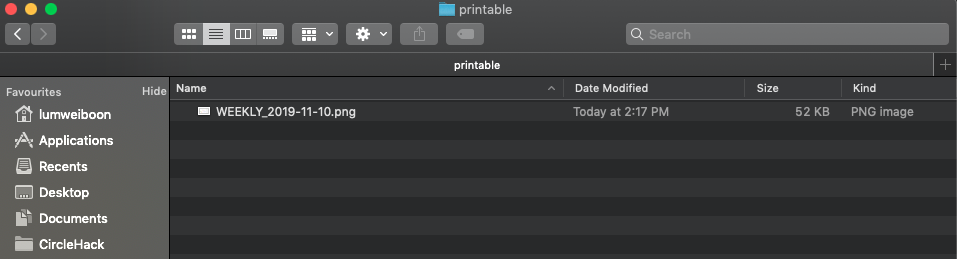 printable
Search
printable
Favourites Hide
Name Date Modified Size Kind
lumweiboon
WEEKLY_2019-11-10.png Today at 2:17 PM 52 KB PNG image
Applications
Recents
Desktop
Documents
CircleHack